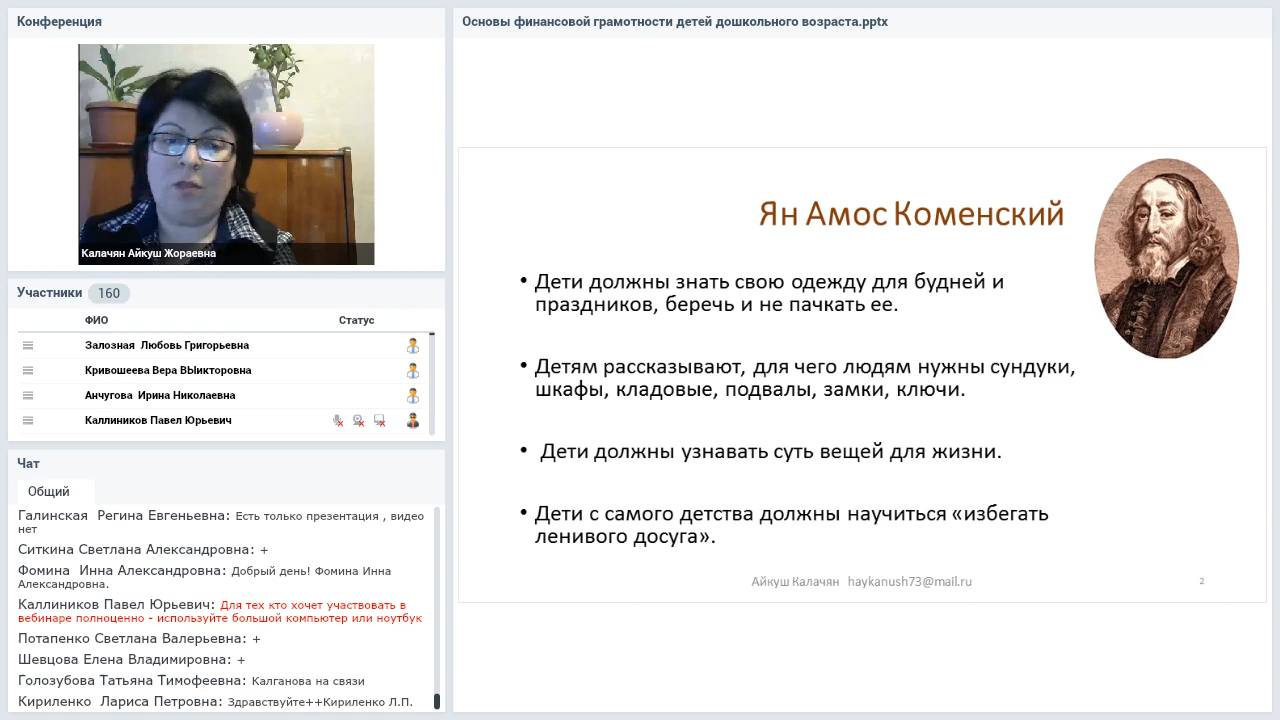 Конференция
Калачян Айкуш Жораевна
Участники 160
ФИО Статус
Залозная Любовь Григорьевна
Кривошеева Вера ВЫикторовна
Анчугова Ирина Николаевна
Каллиников Павел Юрьевич
Чат
Общий
Галинская Регина Евгеньевна: Есть только презентация , видео
нет
Ситкина Светлана Александровна: +
Фомина Инна Александровна: Добрый день! Фомина Инна
Александровна.
Каллиников Павел Юрьевич: Для тех кто хочет участвовать в
вебинаре полноценно - используйте большой компьютер или ноутбук
Потапенко Светлана Валерьевна: +
Шевцова Елена Владимировна: +
Голозубова Татьяна Тимофеевна: Калганова на связи
Кириленко Лариса Петровна: Здравствуйте++Кириленко Л.П.
Основы финансовой грамотности детей дошкольного возраста.pptx
Ян Амос Коменский
• Дети должны знать свою одежду для будней и
праздников, беречь и не пачкать ее.
• Детям рассказывают, для чего людям нужны сундуки,
шкафы, кладовые, подвалы, замки, ключи.
• Дети должны узнавать суть вещей для жизни.
• Дети с самого детства должны научиться «избегать
ленивого досуга».
Айкуш Калачян haykanush73@mail.ru
2